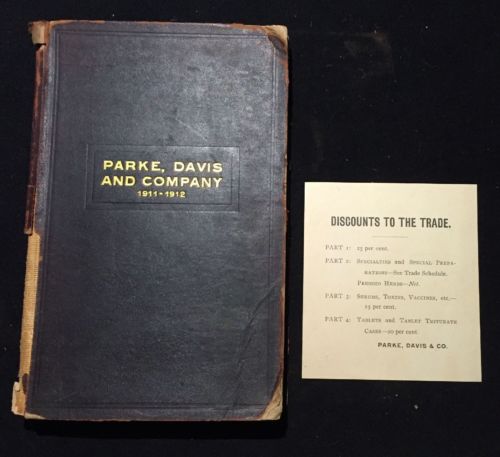 PARKE, DAVIS
AND COMPANY
1911-1912
DISCOUNTS TO THE TRADE.
PART 1: 25 per cent.
PART 2: SPECIALTIES and SPECIAL PREPA-
RATIONS—See Trade Schedule.
PRESSED HERBS—Net.
PART 3: SERUMS, TOXINS, VACCINES, etc.—
15 per cent.
PART 4: TABLETS and TABLET TRITURATE
CASES—20 per cent.
PARKE, DAVIS & CO.